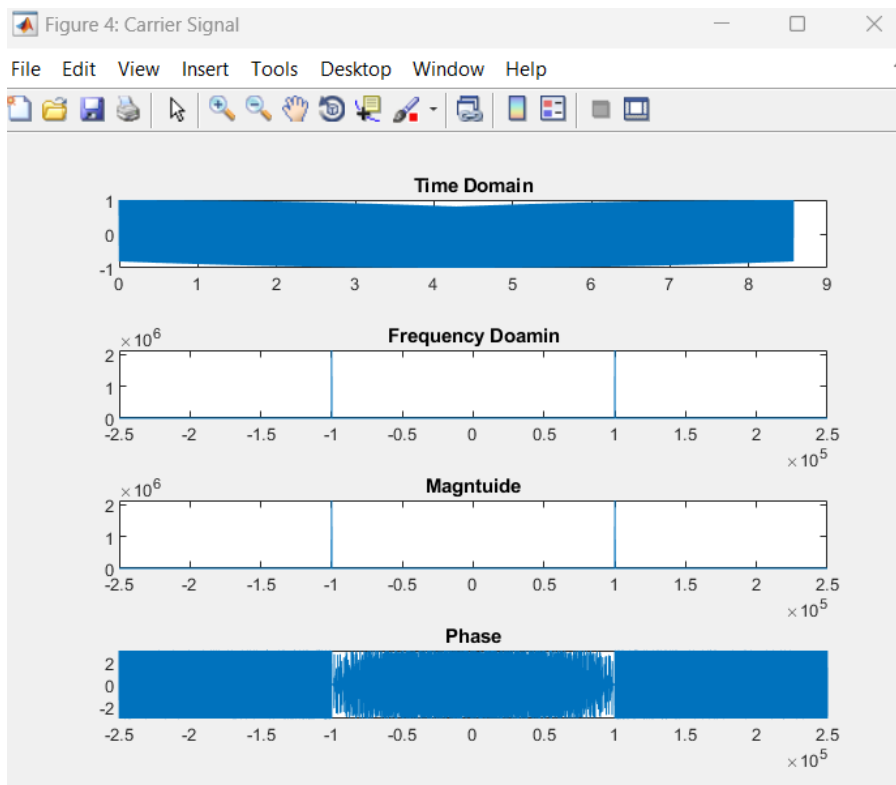 Figure 4: Carrier Signal
File Edit View Insert Tools Desktop Window Help
Time Domain
1
0
-1
0 1 2 3 4 5 6 7 8 9
×10^6
Frequency Doamin
2
1
0
-2.5 -2 -1.5 -1 -0.5 0 0.5 1 1.5 2 2.5
×10^5
×10^6
Magntuide
2
1
0
-2.5 -2 -1.5 -1 -0.5 0 0.5 1 1.5 2 2.5
×10^5
Phase
2
0
-2
-2.5 -2 -1.5 -1 -0.5 0 0.5 1 1.5 2 2.5
×10^5